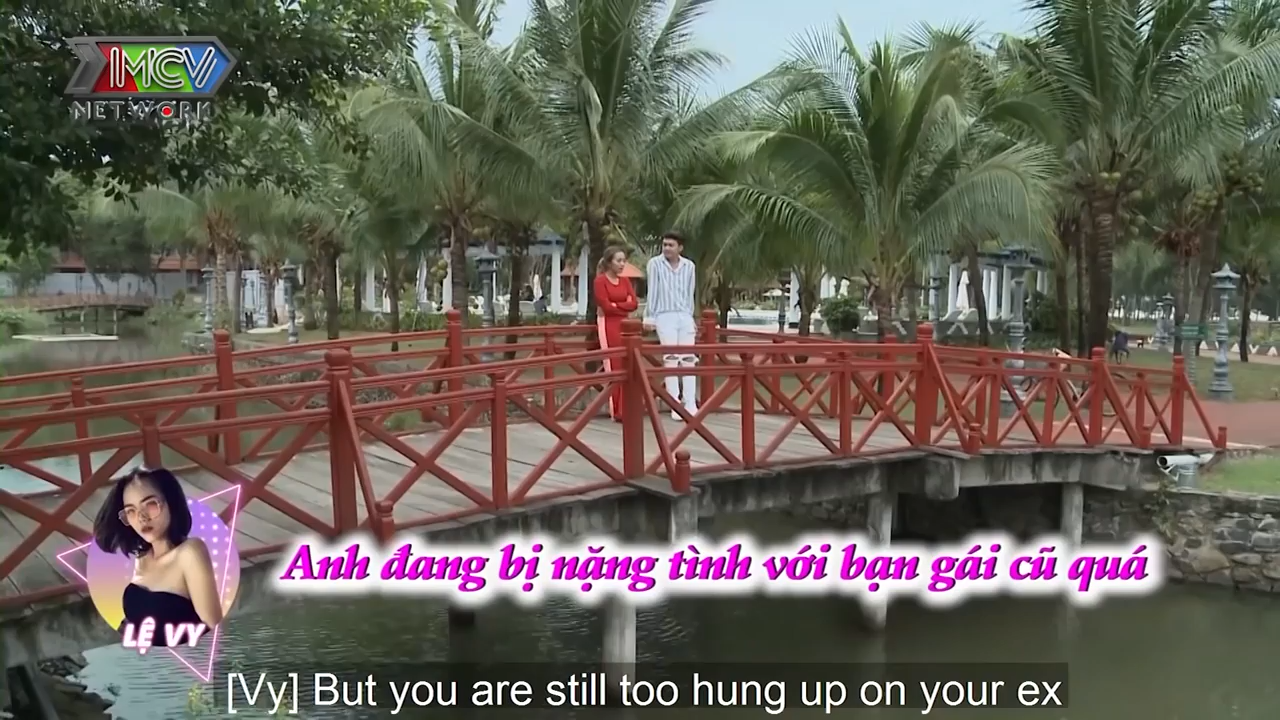 MCV
NETWORK
Anh đang bị nặng tình với bạn gái cũ quá
LỆ VY
[Vy] But you are still too hung up on your ex